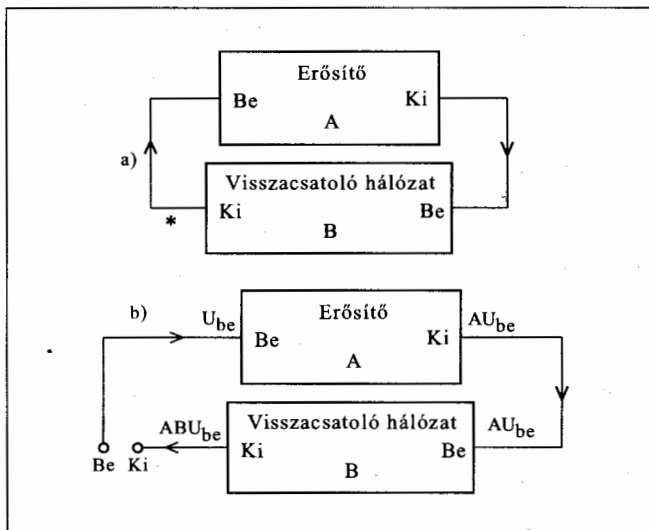 Erősítő
Be Ki
A
a)
Visszacsatoló hálózat
* Ki Be
B
b) U_be Erősítő AU_be
Be Ki
A
ABU_be Visszacsatoló hálózat AU_be
Ki Be
Be Ki B